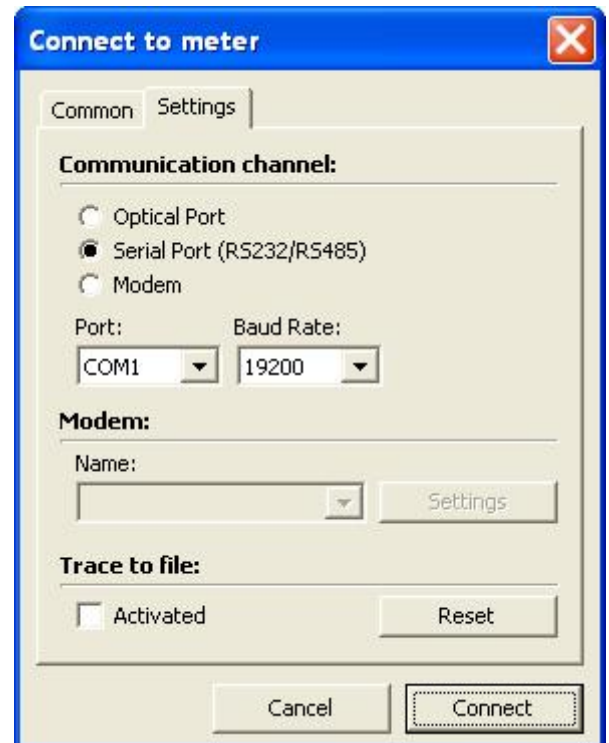 Connect to meter
Common Settings
Communication channel:
Optical Port
Serial Port (RS232/RS485)
Modem
Port: Baud Rate:
COM1 19200
Modem:
Name:
Settings
Trace to file:
Activated Reset
Cancel Connect